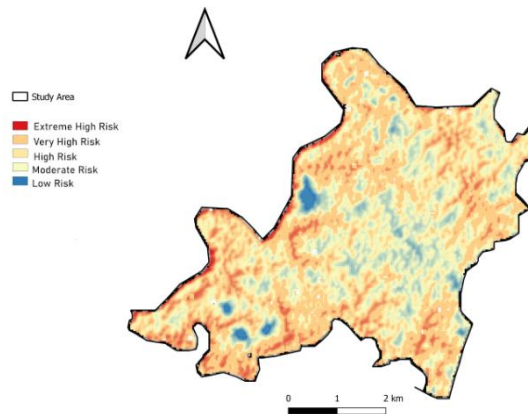 Study Area
Extreme High Risk
Very High Risk
High Risk
Moderate Risk
Low Risk
0 1 2 km